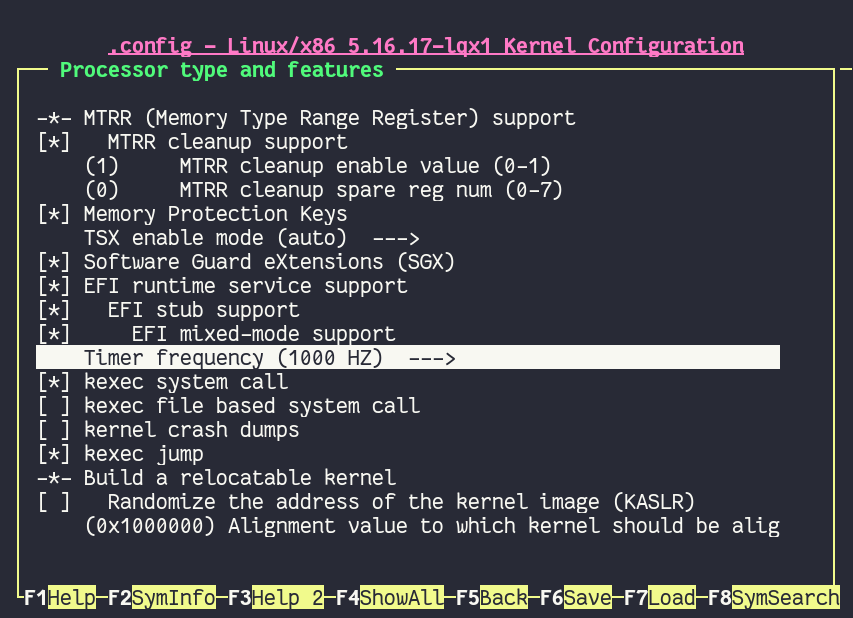 .config - Linux/x86 5.16.17-lqx1 Kernel Configuration
Processor type and features
-*- MTRR (Memory Type Range Register) support
[*]   MTRR cleanup support
(1)     MTRR cleanup enable value (0-1)
(0)     MTRR cleanup spare reg num (0-7)
[*] Memory Protection Keys
TSX enable mode (auto)  --->
[*] Software Guard eXtensions (SGX)
[*] EFI runtime service support
[*]   EFI stub support
[*]     EFI mixed-mode support
Timer frequency (1000 HZ)  --->
[*] kexec system call
[ ] kexec file based system call
[ ] kernel crash dumps
[*] kexec jump
-*- Build a relocatable kernel
[ ]   Randomize the address of the kernel image (KASLR)
(0x1000000) Alignment value to which kernel should be alig
F1Help-F2SymInfo-F3Help 2-F4ShowAll-F5Back-F6Save-F7Load-F8SymSearch